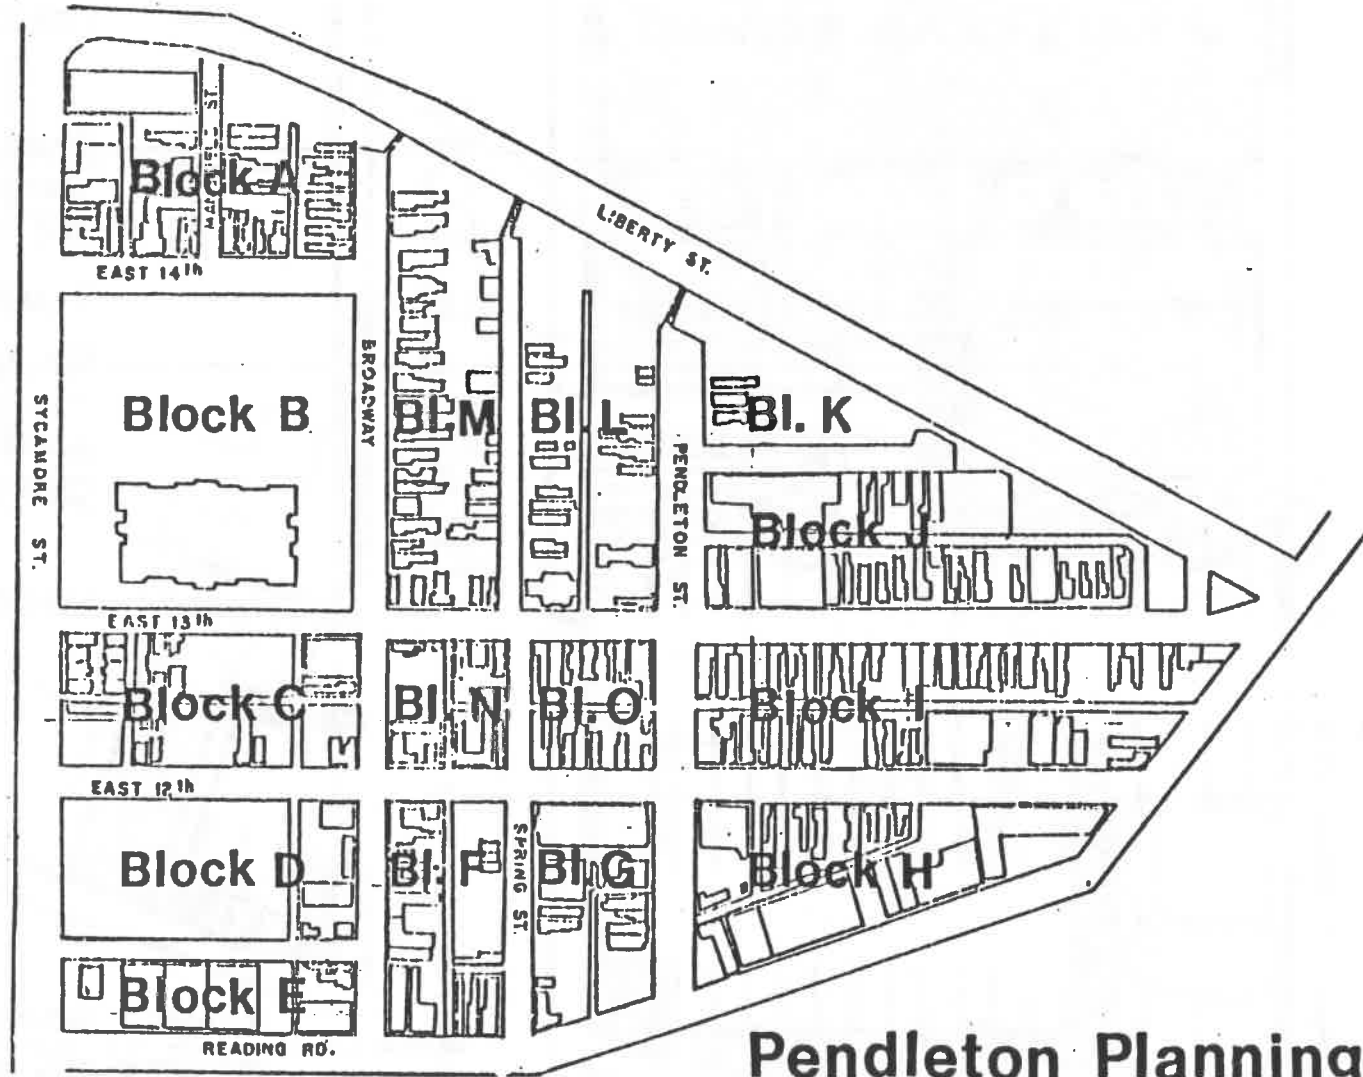 MANSFIELD ST.
Block A
EAST 14th
LIBERTY ST.
BROADWAY
SYCAMORE ST.
Block B
Bl. M
Bl. L
Bl. K
PENDLETON ST.
Block J
EAST 13th
Block C
Bl. N
Bl. O
Block I
EAST 12th
Block D
Bl. F
SPRING ST.
Bl. G
Block H
Block E
READING RD.
Pendleton Planning